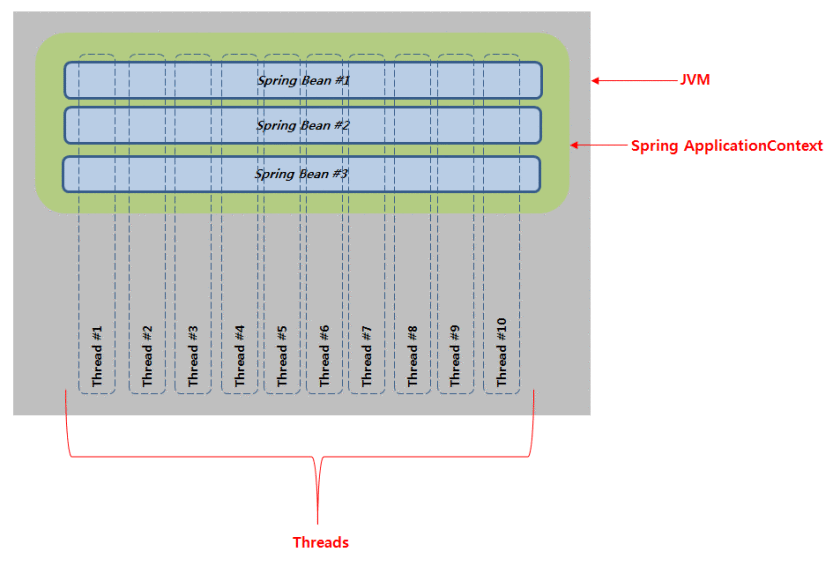 Spring Bean #1
JVM
Spring Bean #2
Spring ApplicationContext
Spring Bean #3
Thread #1
Thread #2
Thread #3
Thread #4
Thread #5
Thread #6
Thread #7
Thread #8
Thread #9
Thread #10
Threads